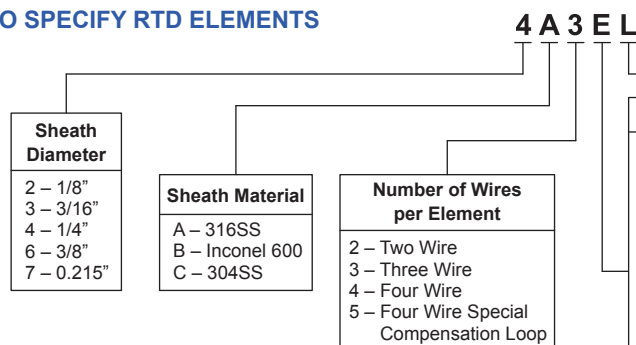 O SPECIFY RTD ELEMENTS
4 A 3 E L
Sheath
Diameter
2 – 1/8”
3 – 3/16”
4 – 1/4”
6 – 3/8”
7 – 0.215”
Sheath Material
A – 316SS
B – Inconel 600
C – 304SS
Number of Wires
per Element
2 – Two Wire
3 – Three Wire
4 – Four Wire
5 – Four Wire Special
Compensation Loop